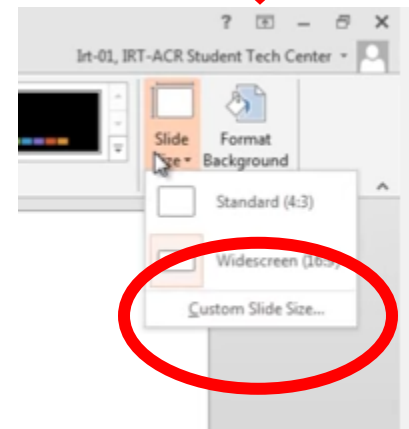 ?
Irt-01, IRT-ACR Student Tech Center
Slide Size
Format Background
Standard (4:3)
Widescreen (16:9)
Custom Slide Size...